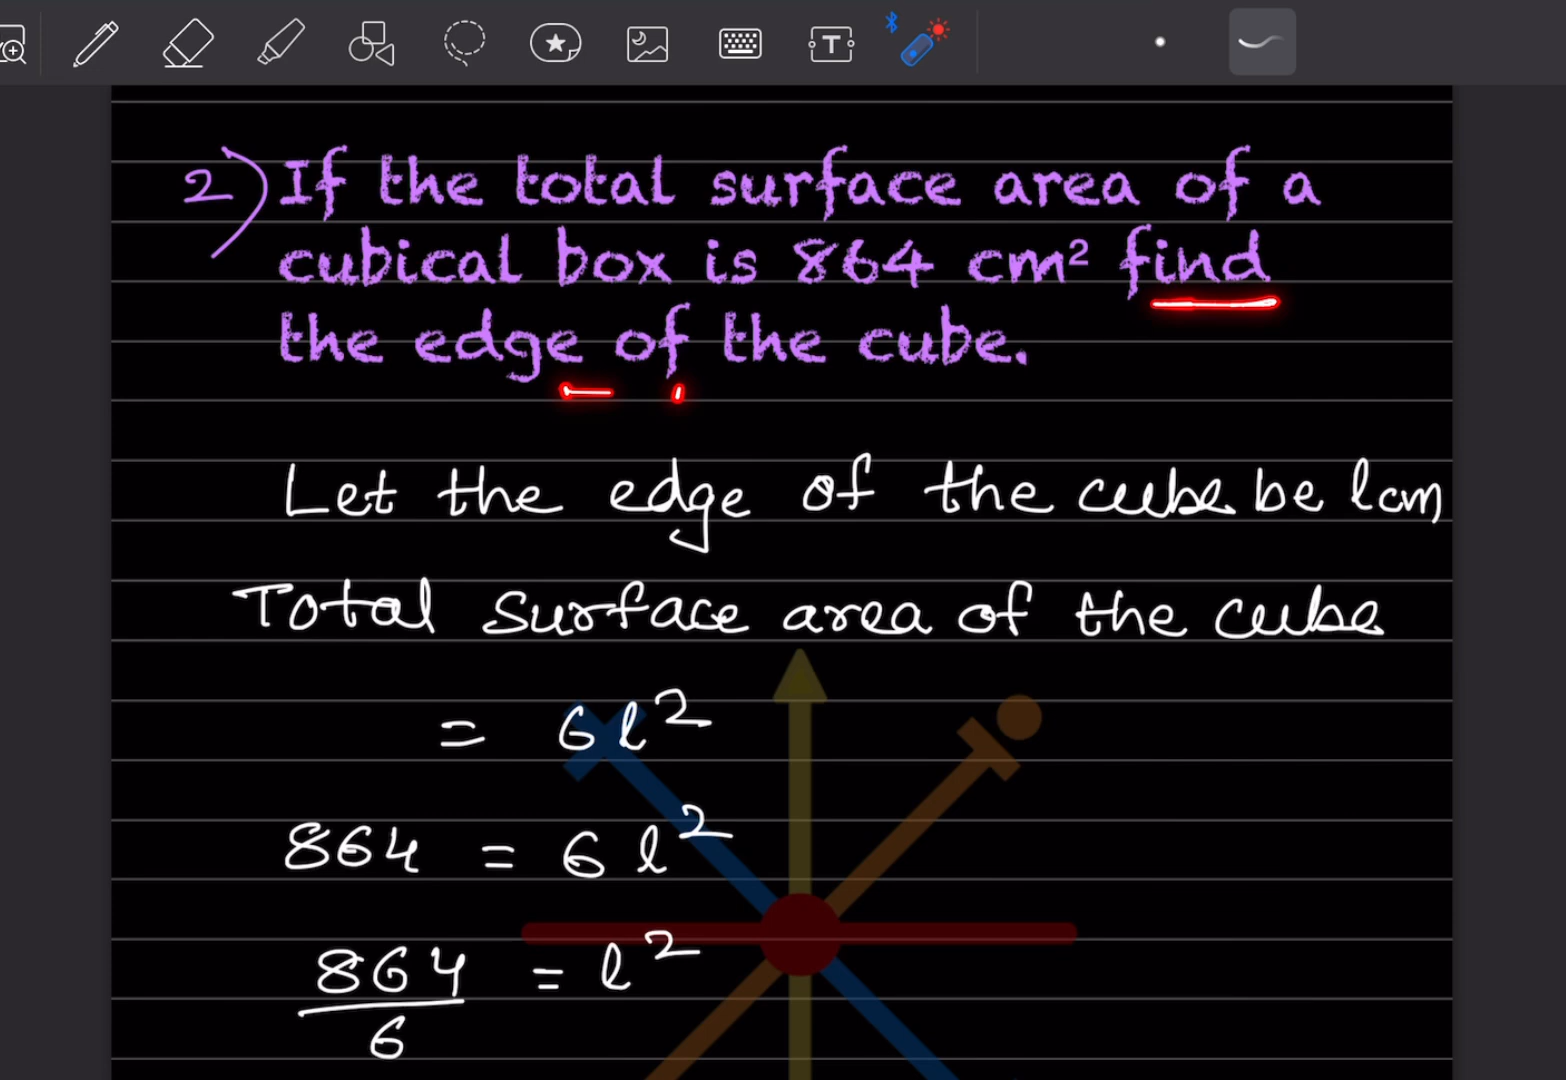 2) If the total surface area of a
cubical box is 864 cm² find
the edge of the cube.
Let the edge of the cube be l cm
Total surface area of the cube
= 6l²
864 = 6l²
864/6 = l²